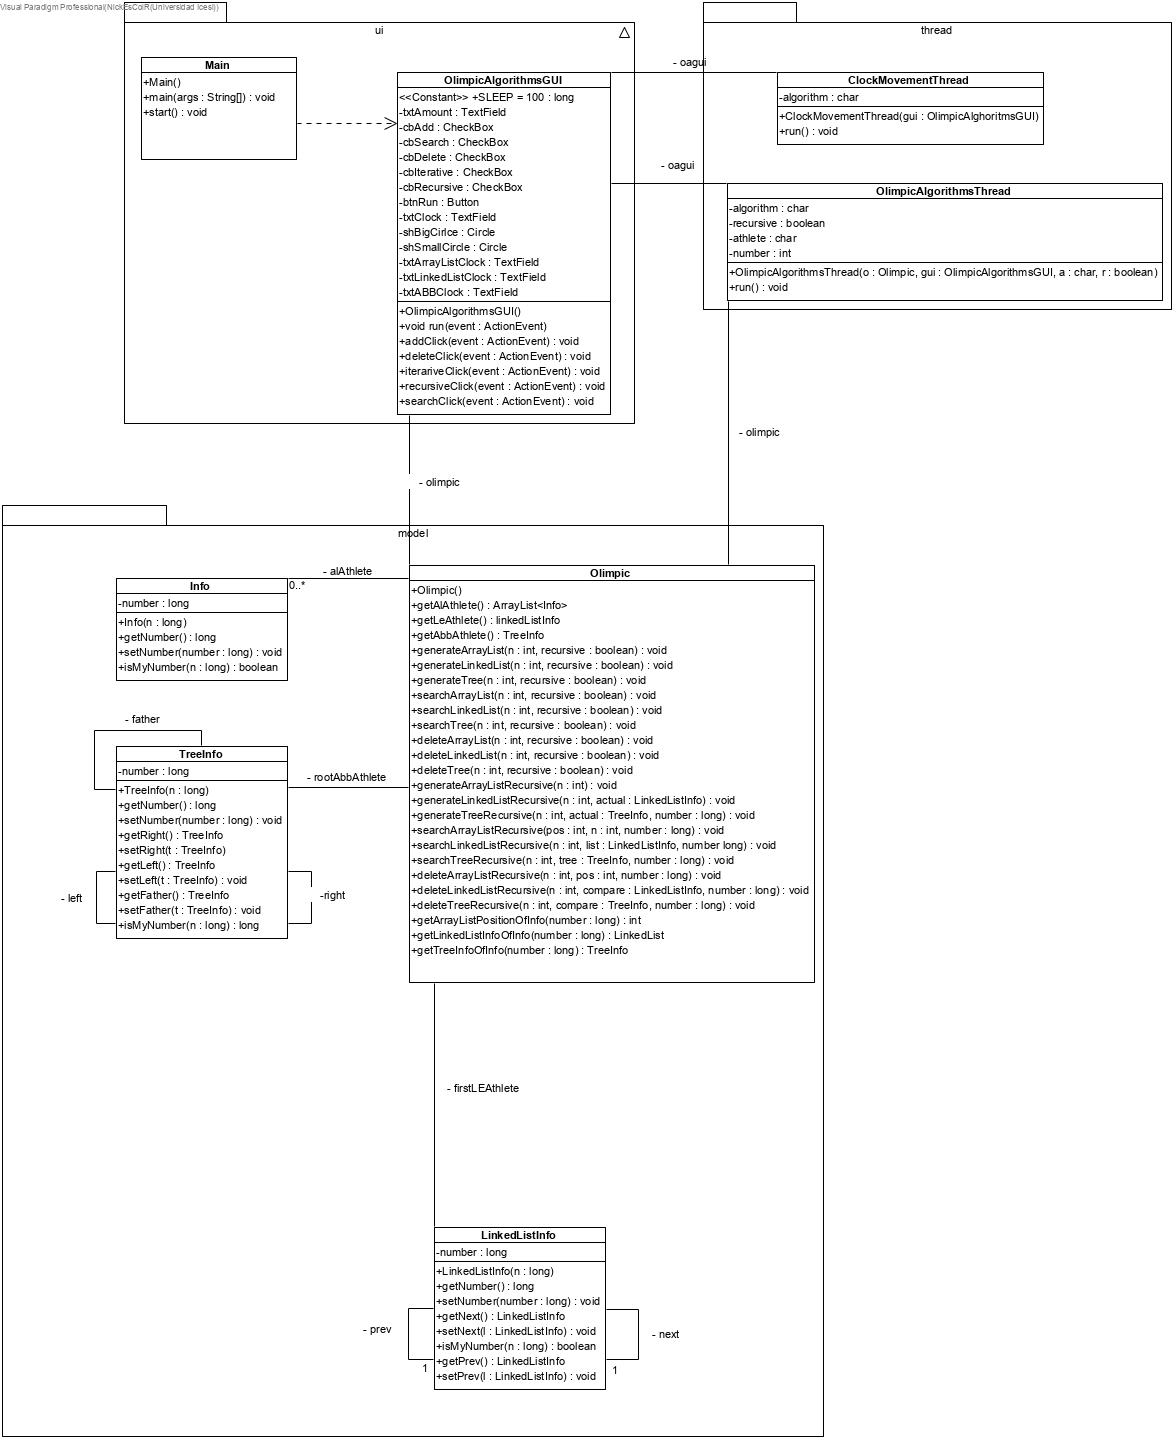 Visual Paradigm Professional(NickEsCoiR(Universidad Icesi))
ui
Main
+Main()
+main(args : String[]) : void
+start() : void
OlimpicAlgorithmsGUI
<<Constant>> +SLEEP = 100 : long
-txtAmount : TextField
-cbAdd : CheckBox
-cbSearch : CheckBox
-cbDelete : CheckBox
-cbIterative : CheckBox
-cbRecursive : CheckBox
-btnRun : Button
-txtClock : TextField
-shBigCirlce : Circle
-shSmallCircle : Circle
-txtArrayListClock : TextField
-txtLinkedListClock : TextField
-txtABBClock : TextField
+OlimpicAlgorithmsGUI()
+void run(event : ActionEvent)
+addClick(event : ActionEvent) : void
+deleteClick(event : ActionEvent) : void
+iterariveClick(event : ActionEvent) : void
+recursiveClick(event : ActionEvent) : void
+searchClick(event : ActionEvent) : void
- oagui
- oagui
thread
ClockMovementThread
-algorithm : char
+ClockMovementThread(gui : OlimpicAlghoritmsGUI)
+run() : void
OlimpicAlgorithmsThread
-algorithm : char
-recursive : boolean
-athlete : char
-number : int
+OlimpicAlgorithmsThread(o : Olimpic, gui : OlimpicAlgorithmsGUI, a : char, r : boolean)
+run() : void
- olimpic
- olimpic
model
- alAthlete
0..*
Info
-number : long
+Info(n : long)
+getNumber() : long
+setNumber(number : long) : void
+isMyNumber(n : long) : boolean
- father
TreeInfo
-number : long
+TreeInfo(n : long)
+getNumber() : long
+setNumber(number : long) : void
+getRight() : TreeInfo
+setRight(t : TreeInfo)
+getLeft() : TreeInfo
+setLeft(t : TreeInfo) : void
+getFather() : TreeInfo
+setFather(t : TreeInfo) : void
+isMyNumber(n : long) : long
- left
-right
- rootAbbAthlete
Olimpic
+Olimpic()
+getAlAthlete() : ArrayList<Info>
+getLeAthlete() : linkedListInfo
+getAbbAthlete() : TreeInfo
+generateArrayList(n : int, recursive : boolean) : void
+generateLinkedList(n : int, recursive : boolean) : void
+generateTree(n : int, recursive : boolean) : void
+searchArrayList(n : int, recursive : boolean) : void
+searchLinkedList(n : int, recursive : boolean) : void
+searchTree(n : int, recursive : boolean) : void
+deleteArrayList(n : int, recursive : boolean) : void
+deleteLinkedList(n : int, recursive : boolean) : void
+deleteTree(n : int, recursive : boolean) : void
+generateArrayListRecursive(n : int) : void
+generateLinkedListRecursive(n : int, actual : LinkedListInfo) : void
+generateTreeRecursive(n : int, actual : TreeInfo, number : long) : void
+searchArrayListRecursive(pos : int, n : int, number : long) : void
+searchLinkedListRecursive(n : int, list : LinkedListInfo, number long) : void
+searchTreeRecursive(n : int, tree : TreeInfo, number : long) : void
+deleteArrayListRecursive(n : int, pos : int, number : long) : void
+deleteLinkedListRecursive(n : int, compare : LinkedListInfo, number : long) : void
+deleteTreeRecursive(n : int, compare : TreeInfo, number : long) : void
+getArrayListPositionOfInfo(number : long) : int
+getLinkedListInfoOfInfo(number : long) : LinkedList
+getTreeInfoOfInfo(number : long) : TreeInfo
- firstLEAthlete
LinkedListInfo
-number : long
+LinkedListInfo(n : long)
+getNumber() : long
+setNumber(number : long) : void
+getNext() : LinkedListInfo
+setNext(l : LinkedListInfo) : void
+isMyNumber(n : long) : boolean
+getPrev() : LinkedListInfo
+setPrev(l : LinkedListInfo) : void
- prev
1
- next
1